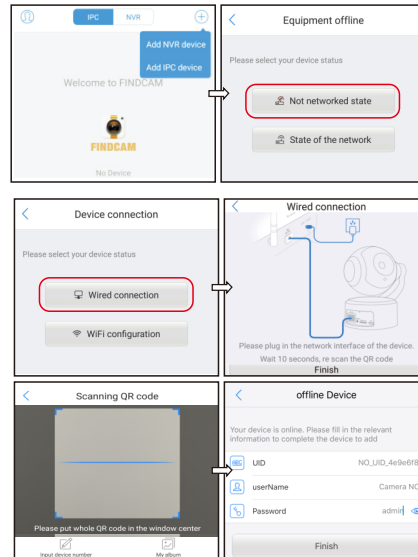 IPC NVR
Add NVR device
Add IPC device
Welcome to FINDCAM
FINDCAM
No Device
Equipment offline
Please select your device status
Not networked state
State of the network
Device connection
Please select your device status
Wired connection
WiFi configuration
Wired connection
Please plug in the network interface of the device.
Wait 10 seconds, re scan the QR code
Finish
Scanning QR code
Please put whole QR code in the window center
Input device number
My album
offline Device
Your device is online. Please fill in the relevant
information to complete the device to add
UID NO_UID_4e9e6f8
userName Camera NO
Password admin
Finish